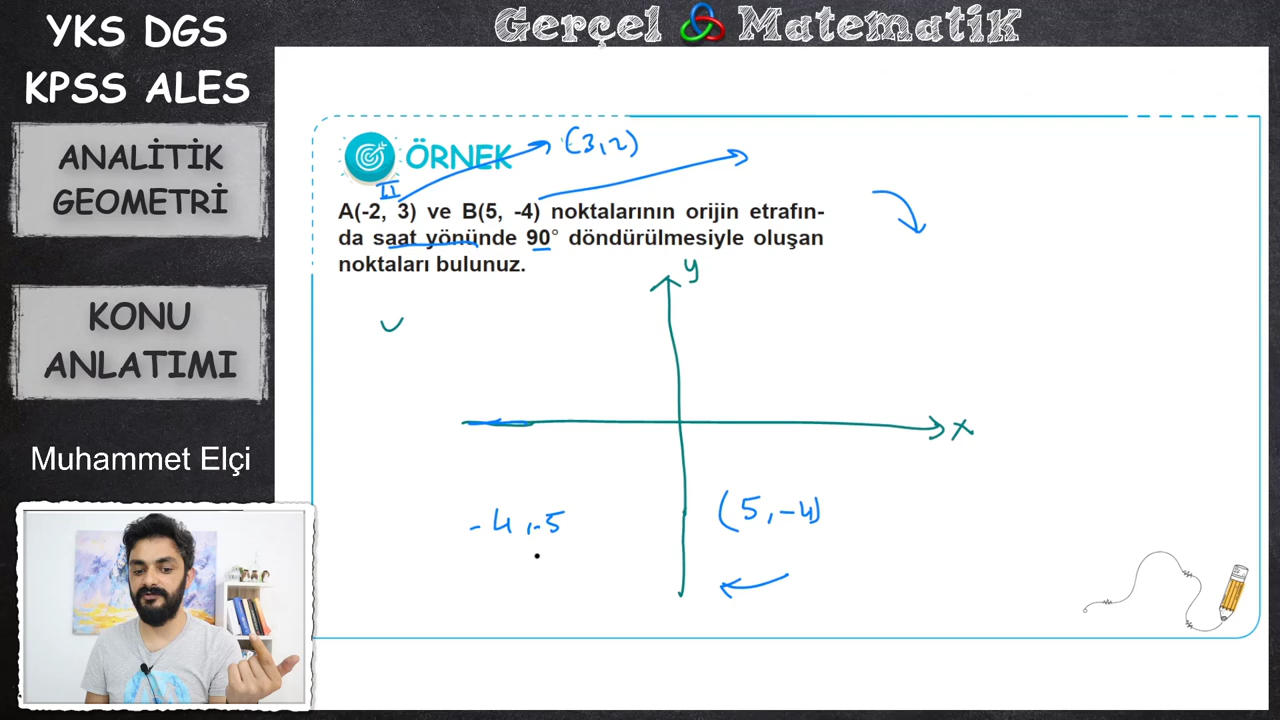 YKS DGS
KPSS ALES
ANALİTİK
GEOMETRİ
KONU
ANLATIMI
Muhammet Elçi
Gerçel Matematik
ÖRNEK
(3,2)
II
A(-2, 3) ve B(5, -4) noktalarının orijin etrafın-
da saat yönünde 90° döndürülmesiyle oluşan
noktaları bulunuz.
y
x
-4,-5
(5,-4)